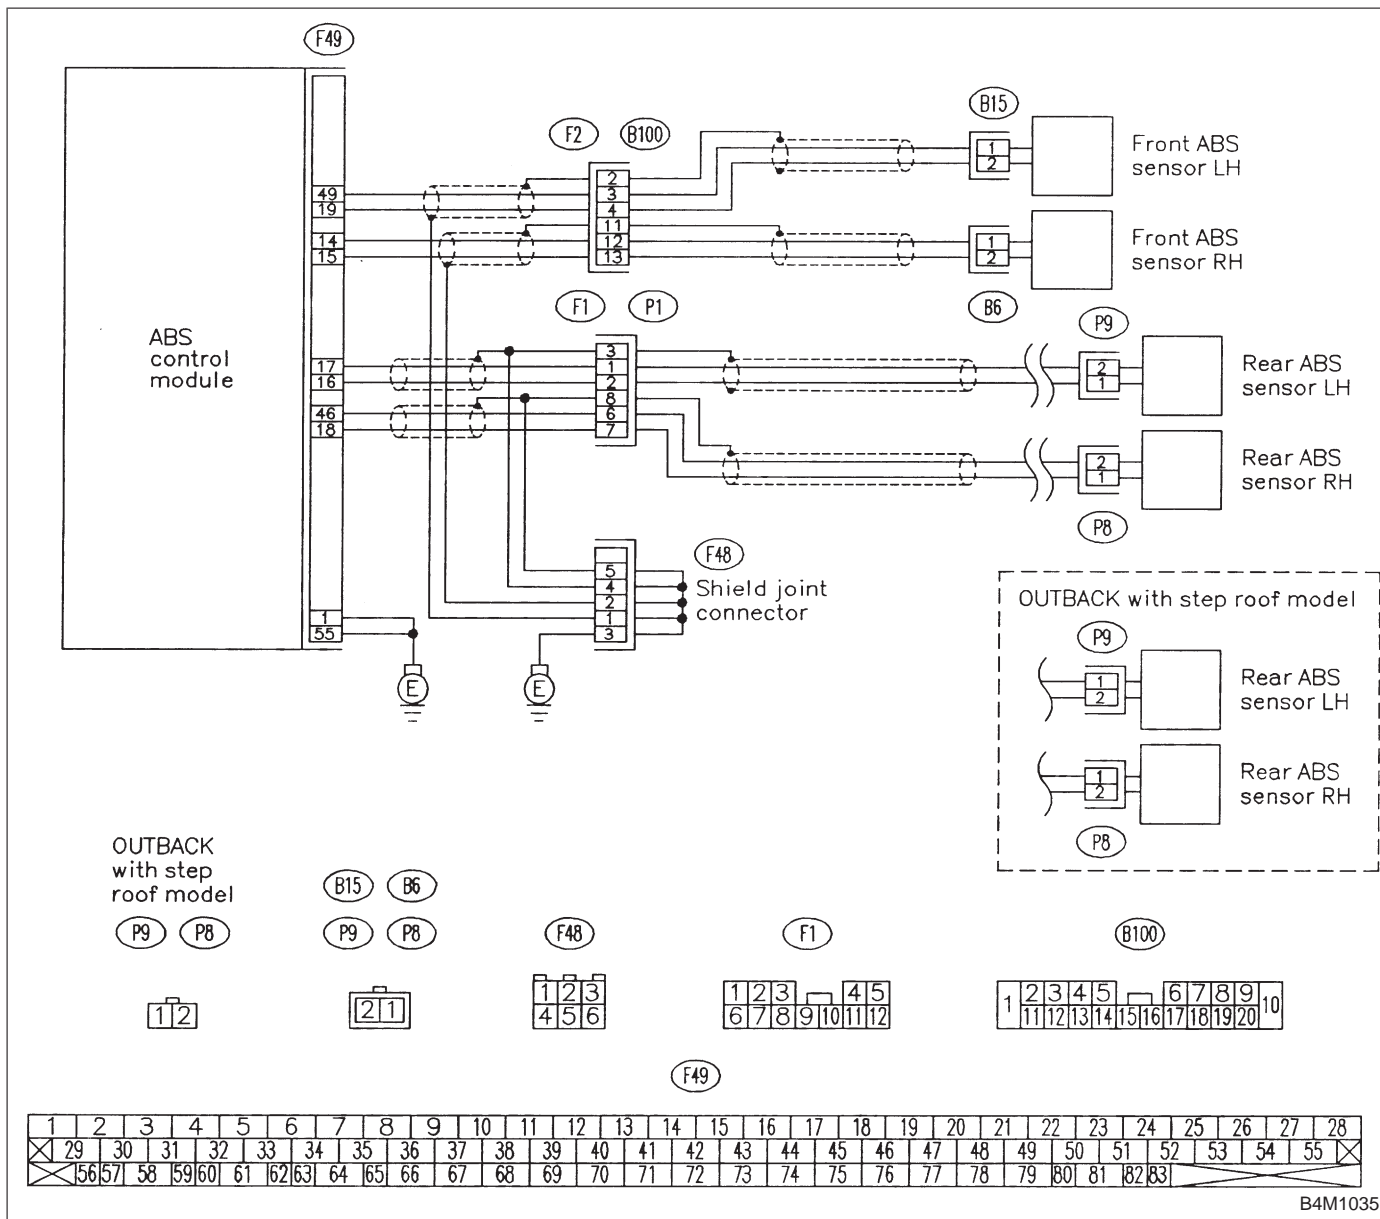 F49
B15
F2 B100
1
2
Front ABS
sensor LH
49
19
2
3
4
11
12
13
14
15
1
2
Front ABS
sensor RH
F1 P1
B6
P9
ABS
control
module
17
16
46
18
3
1
2
8
6
7
2
1
Rear ABS
sensor LH
2
1
Rear ABS
sensor RH
P8
F48
Shield joint
connector
5
4
2
1
3
1
55
E E
OUTBACK with step roof model
P9
1
2
Rear ABS
sensor LH
1
2
Rear ABS
sensor RH
P8
OUTBACK
with step
roof model
P9 P8
B15 B6
P9 P8
F48
F1
B100
1 2
2 1
1 2 3
4 5 6
1 2 3 4 5
6 7 8 9 10 11 12
1 2 3 4 5 6 7 8 9 10
11 12 13 14 15 16 17 18 19 20
F49
1 2 3 4 5 6 7 8 9 10 11 12 13 14 15 16 17 18 19 20 21 22 23 24 25 26 27 28
29 30 31 32 33 34 35 36 37 38 39 40 41 42 43 44 45 46 47 48 49 50 51 52 53 54 55
56 57 58 59 60 61 62 63 64 65 66 67 68 69 70 71 72 73 74 75 76 77 78 79 80 81 82 83
B4M1035